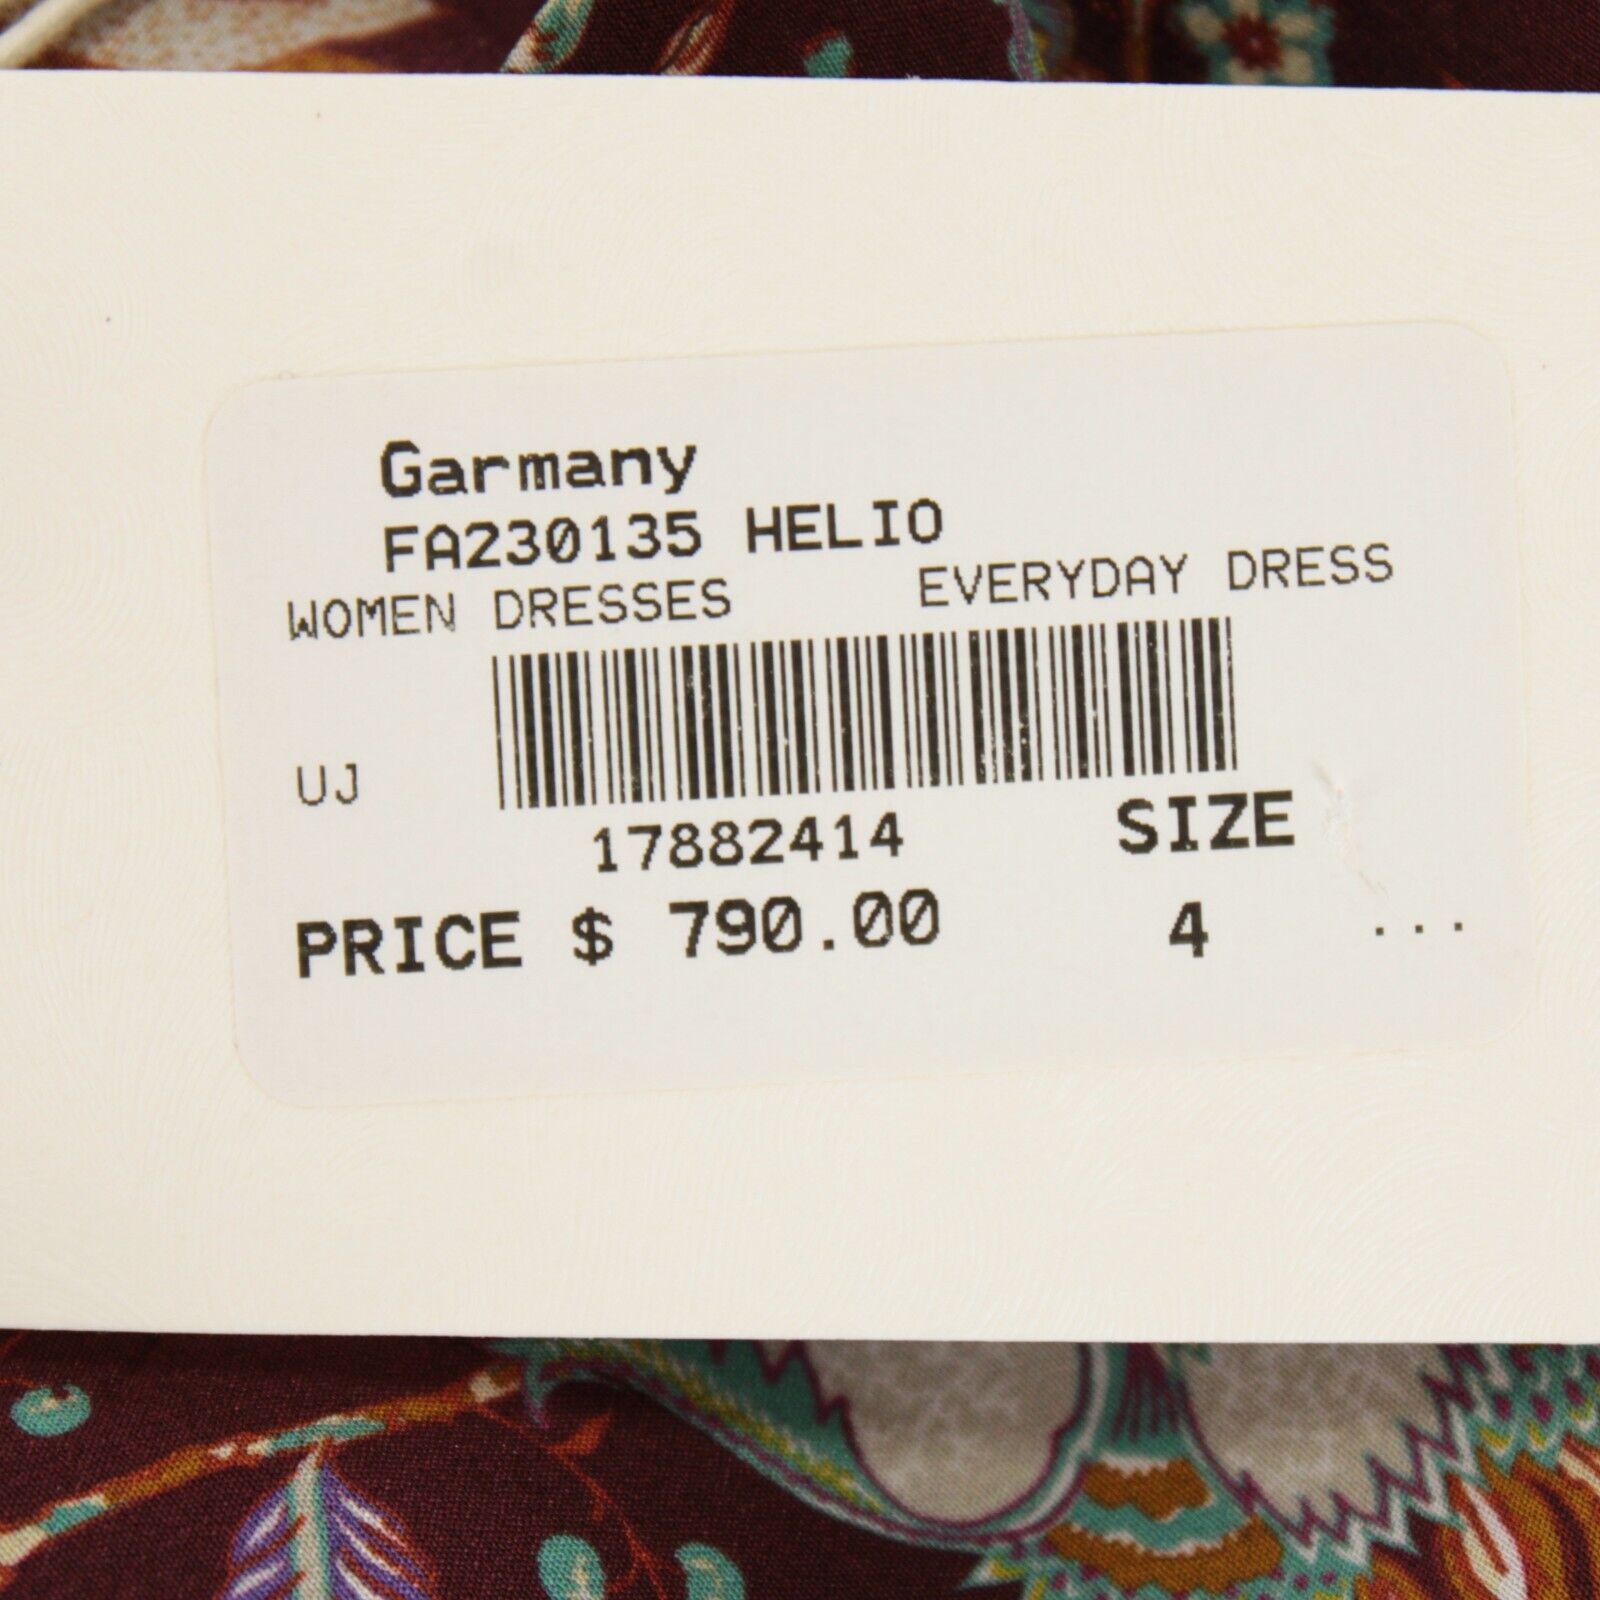 Garmany
FA230135 HELIO
WOMEN DRESSES EVERYDAY DRESS
UJ
17882414 SIZE
PRICE $ 790.00 4 ...